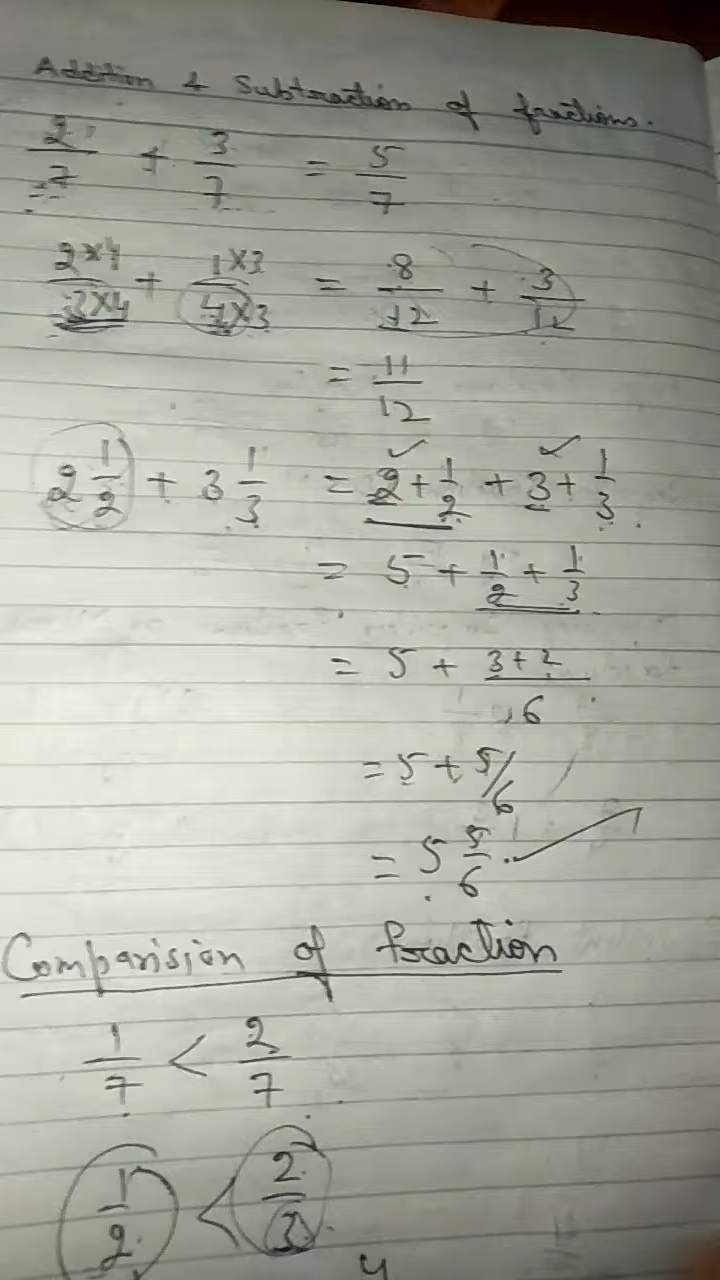 Addition & Subtraction of fractions.
2/7 + 3/7 = 5/7
2×4/3×4 + 1×3/4×3 = 8/12 + 3/12
= 11/12
2 1/2 + 3 1/3 = 2 + 1/2 + 3 + 1/3
= 5 + 1/2 + 1/3
= 5 + 3+2/6
= 5 + 5/6
= 5 5/6
Comparision of fraction
1/7 < 2/7
1/2 < 2/3